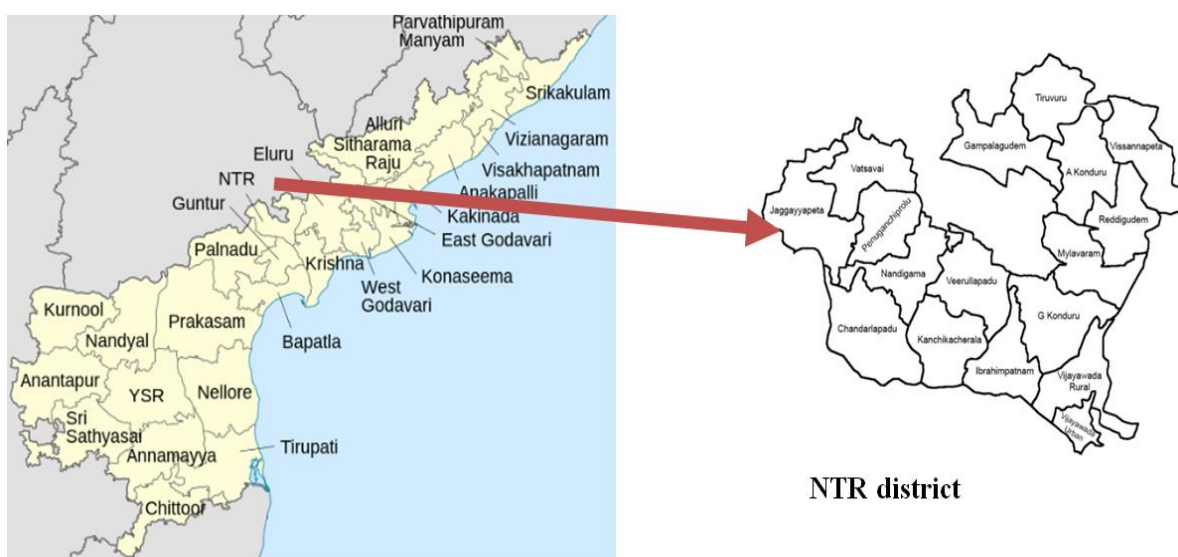 Parvathipuram
Manyam
Srikakulam
Alluri
Sitharama
Raju
Vizianagaram
Eluru
Visakhapatnam
NTR
Anakapalli
Guntur
Kakinada
East Godavari
Palnadu
Krishna
Konaseema
West
Godavari
Kurnool
Prakasam
Bapatla
Nandyal
Anantapur
YSR
Nellore
Sri
Sathyasai
Tirupati
Annamayya
Chittoor
Tiruvuru
Gampalagudem
Vissannapeta
Vatsavai
A Konduru
Jaggayyapeta
Penuganchiprolu
Reddigudem
Mylavaram
Nandigama
Veerullapadu
G Konduru
Chandarlapadu
Kanchikacherala
Ibrahimpatnam
Vijayawada
Rural
Vijayawada
Urban
NTR district